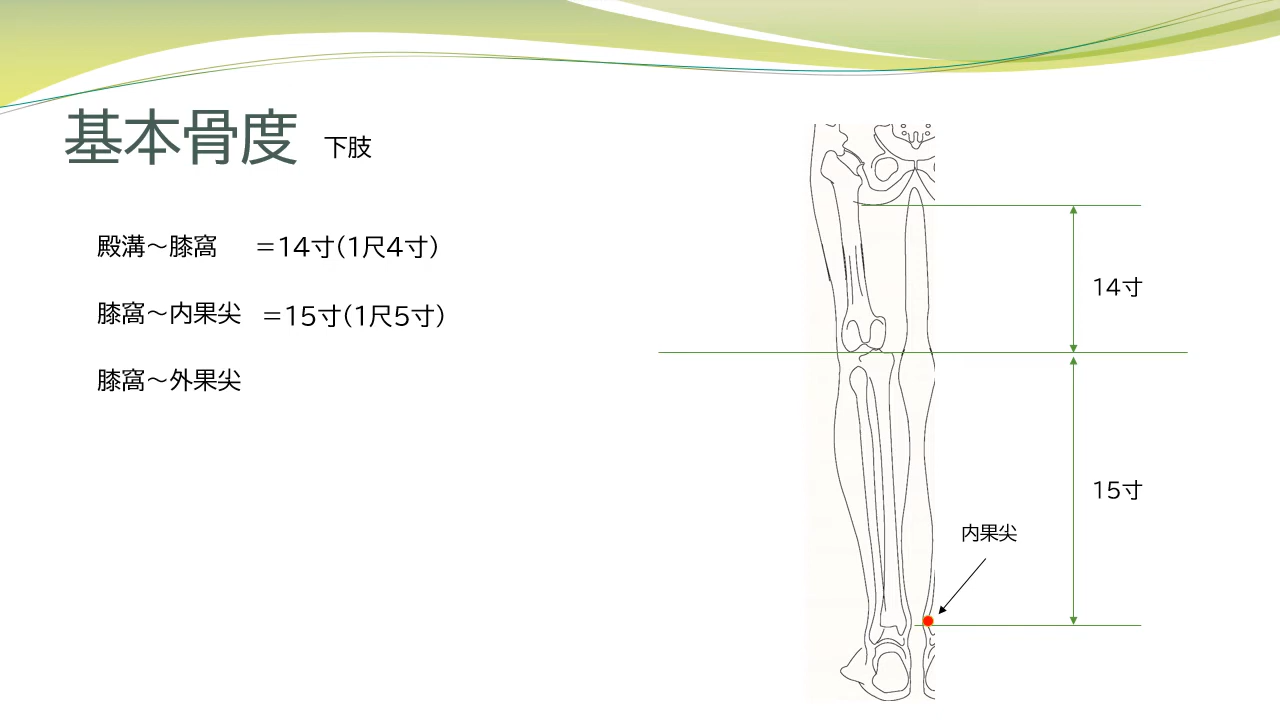 基本骨度 下肢
殿溝～膝窩 ＝14寸(1尺4寸)
膝窩～内果尖 ＝15寸(1尺5寸)
膝窩～外果尖
14寸
15寸
内果尖